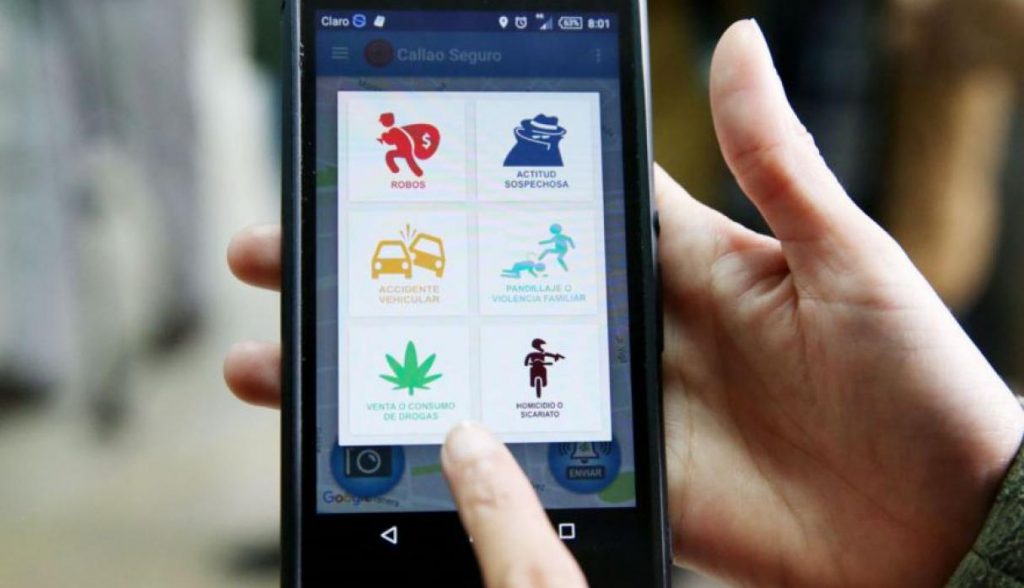 Claro 63% 8:01
Callao Seguro
$
ROBOS
ACTITUD
SOSPECHOSA
ACCIDENTE
VEHICULAR
PANDILLAJE O
VIOLENCIA FAMILIAR
VENTA O CONSUMO
DE DROGAS
HOMICIDIO O
SICARIATO
ENVIAR
Google